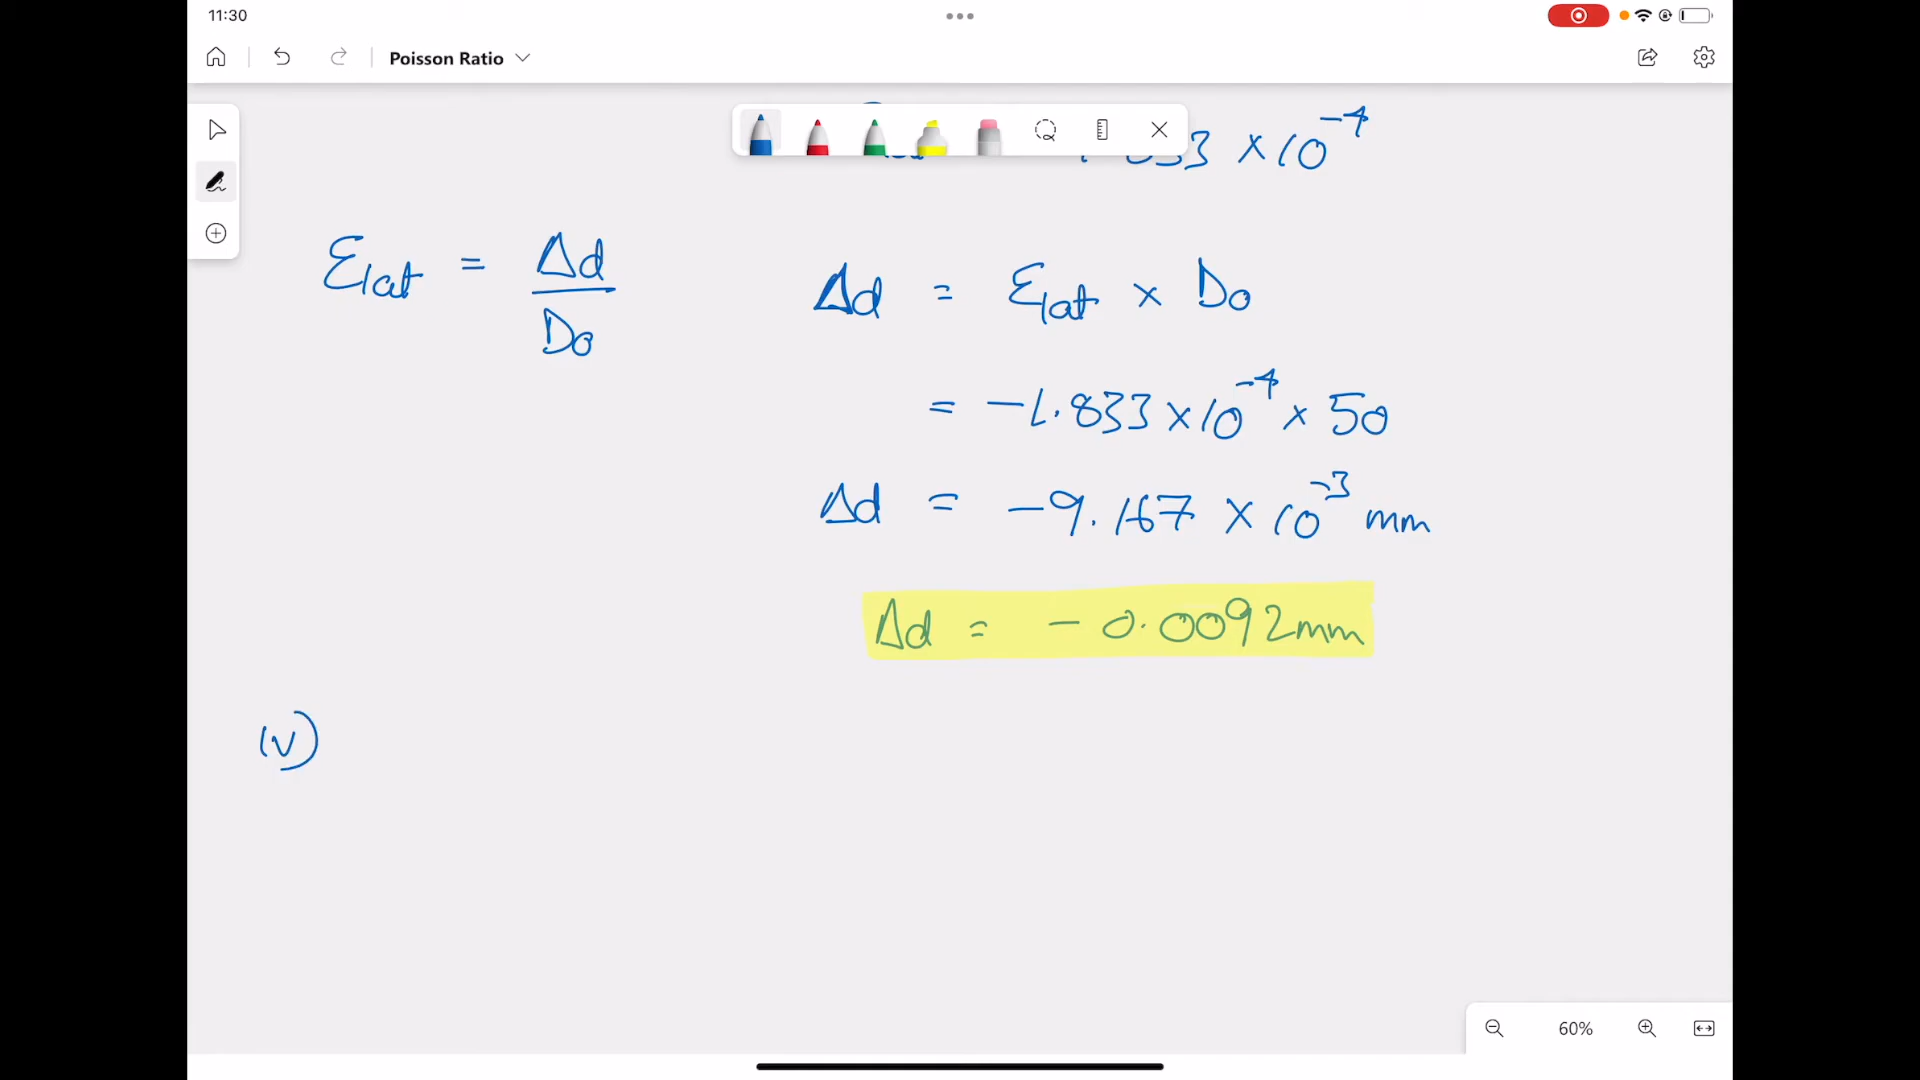 11:30
Poisson Ratio
33 × 10⁻⁴
ε_lat = Δd / D₀
Δd = ε_lat × D₀
= −1.833 × 10⁻⁴ × 50
Δd = −9.167 × 10⁻³ mm
Δd = − 0.0092mm
(v)
60%